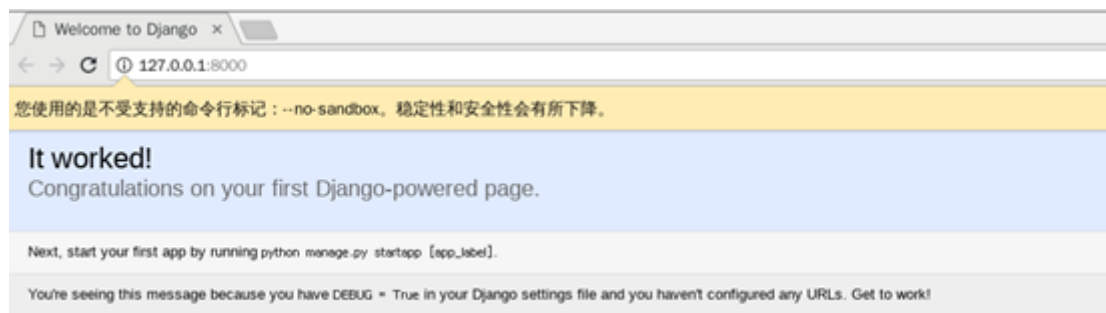 Welcome to Django
127.0.0.1:8000
您使用的是不受支持的命令行标记：--no-sandbox。稳定性和安全性会有所下降。
It worked!
Congratulations on your first Django-powered page.
Next, start your first app by running python manage.py startapp [app_label].
You're seeing this message because you have DEBUG = True in your Django settings file and you haven't configured any URLs. Get to work!